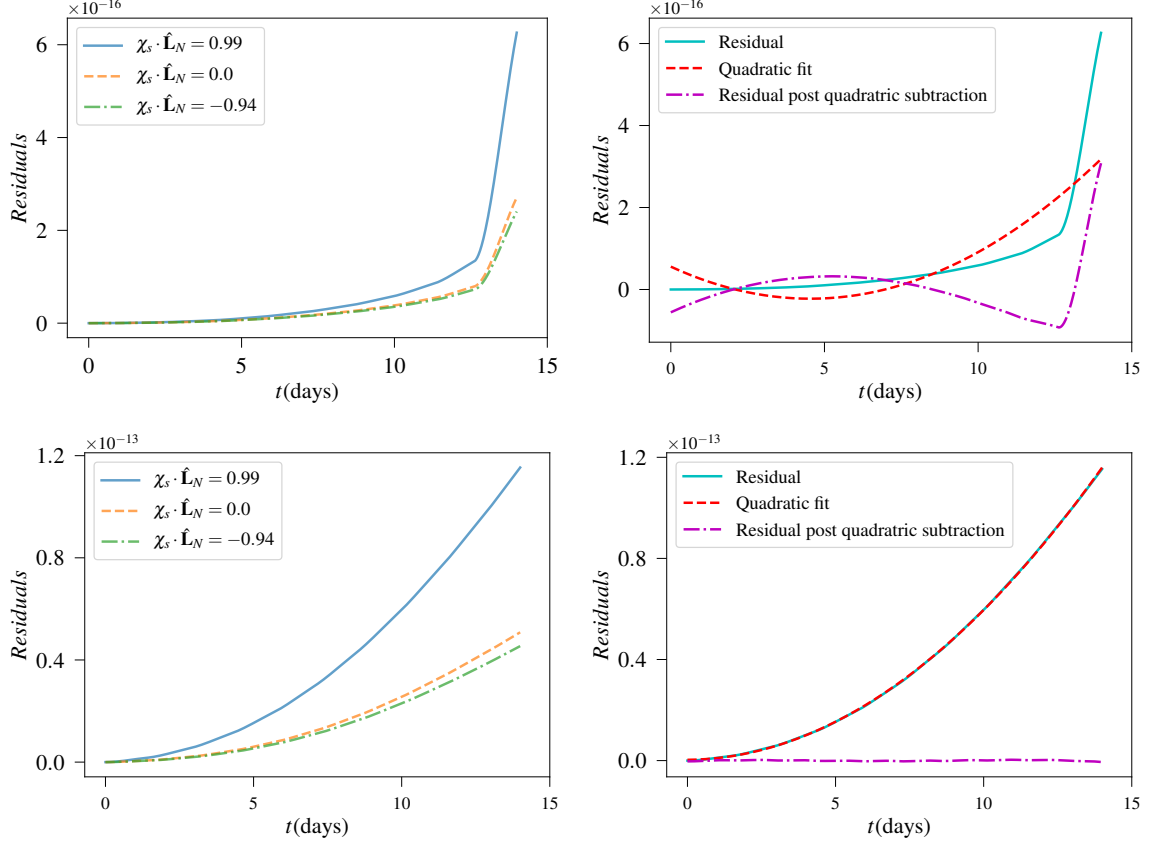 ×10−16
6
4
2
0
Residuals
χs · L̂N = 0.99
χs · L̂N = 0.0
χs · L̂N = −0.94
0 5 10 15
t(days)
×10−16
6
4
2
0
Residuals
Residual
Quadratic fit
Residual post quadratric subtraction
0 5 10 15
t(days)
×10−13
1.2
0.8
0.4
0.0
Residuals
χs · L̂N = 0.99
χs · L̂N = 0.0
χs · L̂N = −0.94
0 5 10 15
t(days)
×10−13
1.2
0.8
0.4
0.0
Residuals
Residual
Quadratic fit
Residual post quadratric subtraction
0 5 10 15
t(days)